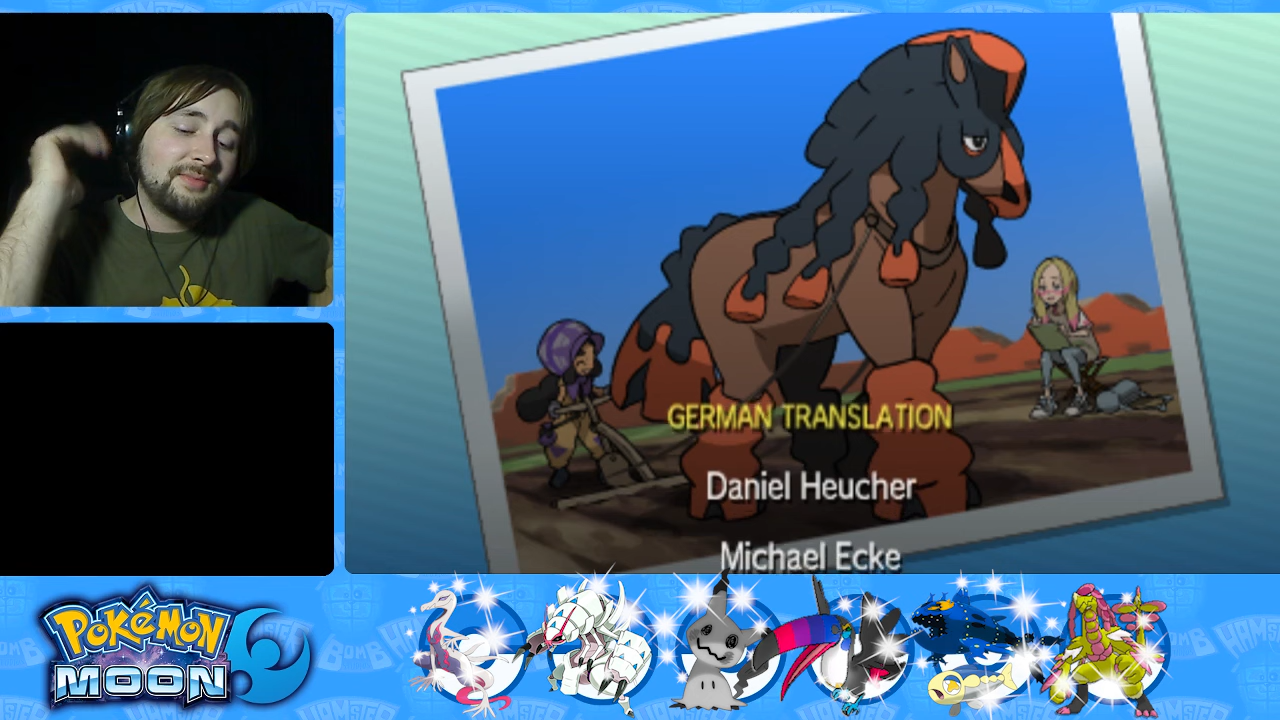 GERMAN TRANSLATION
Daniel Heucher
Michael Ecke
POKÉMON
MOON